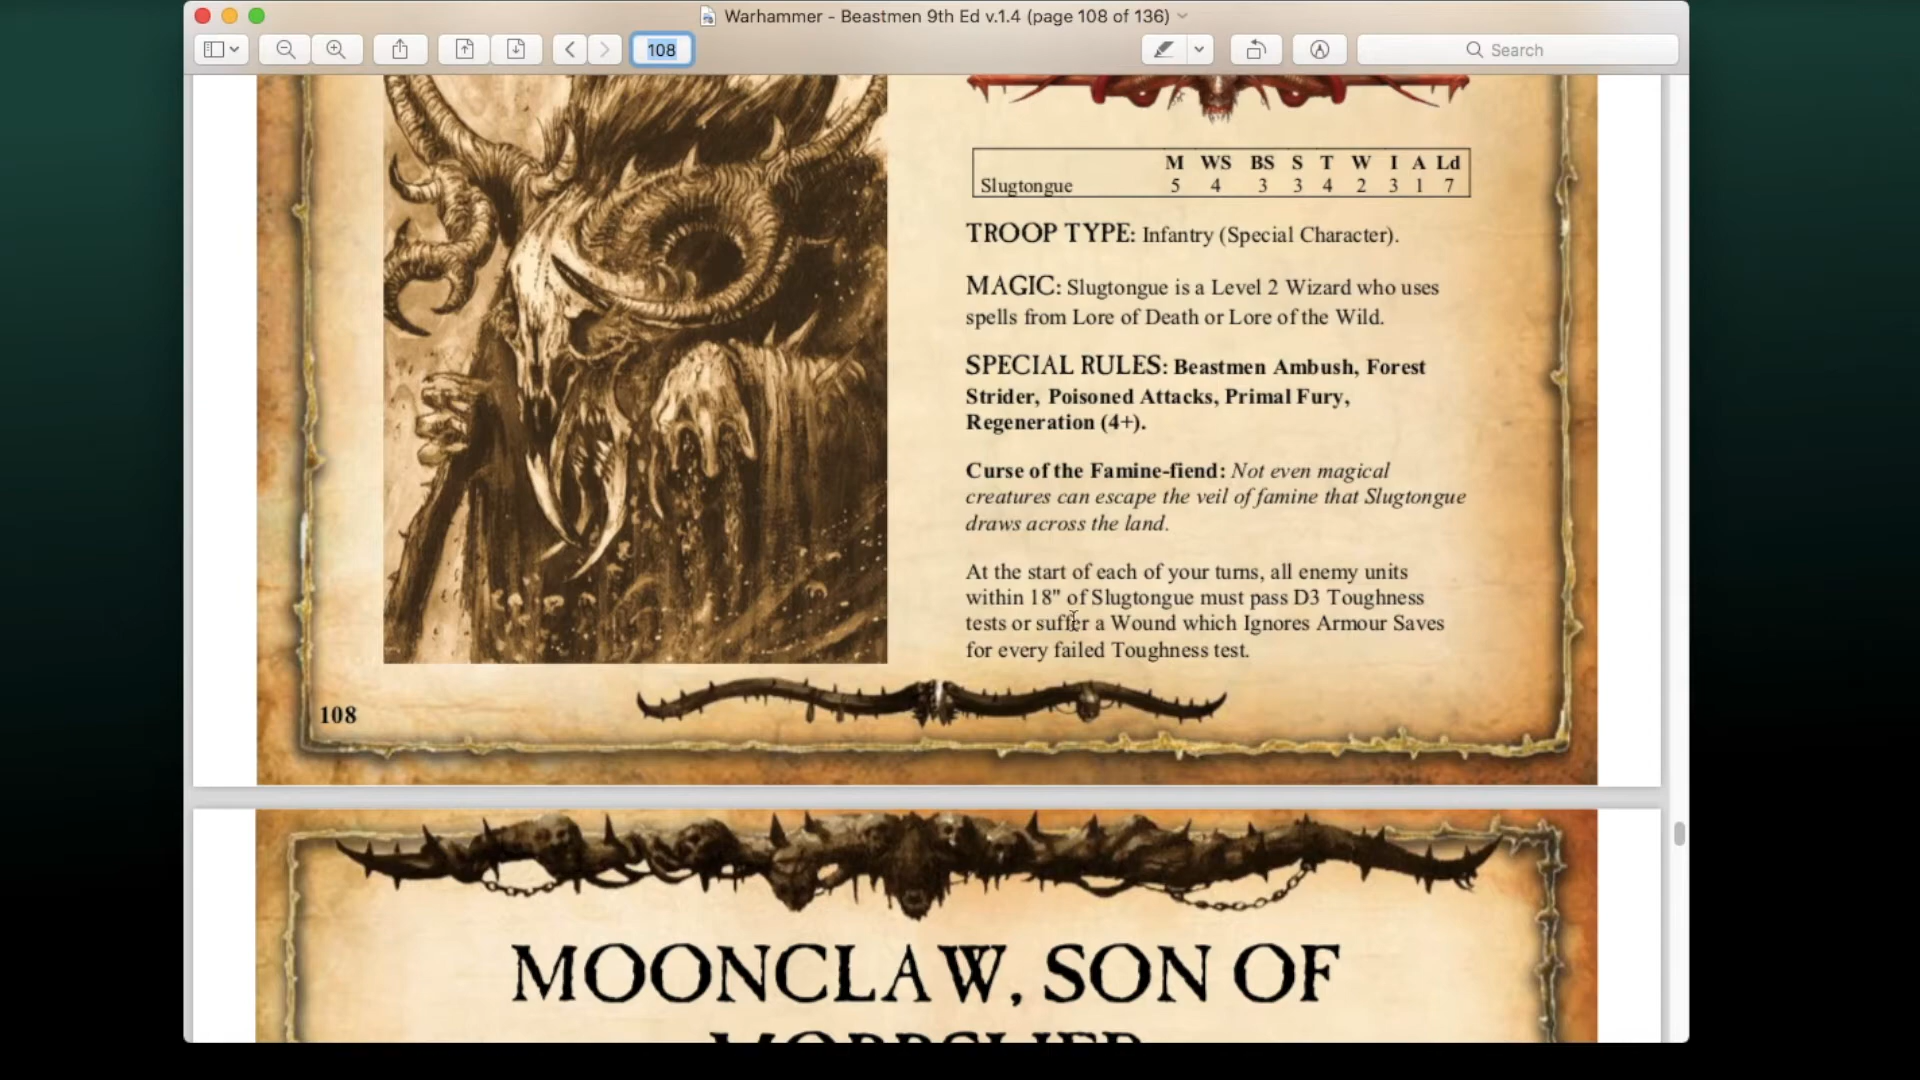 Warhammer - Beastmen 9th Ed v.1.4 (page 108 of 136)
108
Search
M WS BS S T W I A Ld
Slugtongue 5 4 3 3 4 2 3 1 7
TROOP TYPE: Infantry (Special Character).
MAGIC: Slugtongue is a Level 2 Wizard who uses
spells from Lore of Death or Lore of the Wild.
SPECIAL RULES: Beastmen Ambush, Forest
Strider, Poisoned Attacks, Primal Fury,
Regeneration (4+).
Curse of the Famine-fiend: Not even magical
creatures can escape the veil of famine that Slugtongue
draws across the land.
At the start of each of your turns, all enemy units
within 18" of Slugtongue must pass D3 Toughness
tests or suffer a Wound which Ignores Armour Saves
for every failed Toughness test.
108
MOONCLAW, SON OF